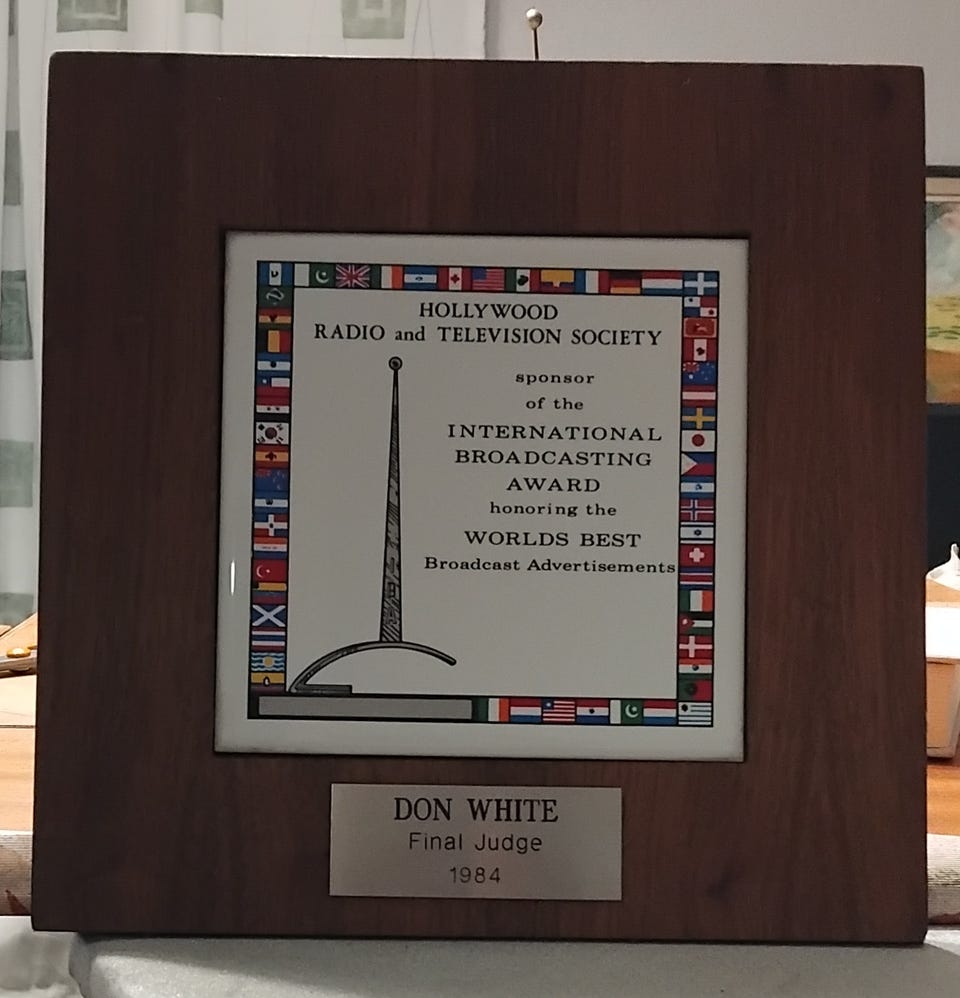 HOLLYWOOD
RADIO and TELEVISION SOCIETY
sponsor
of the
INTERNATIONAL
BROADCASTING
AWARD
honoring the
WORLDS BEST
Broadcast Advertisements
DON WHITE
Final Judge
1984